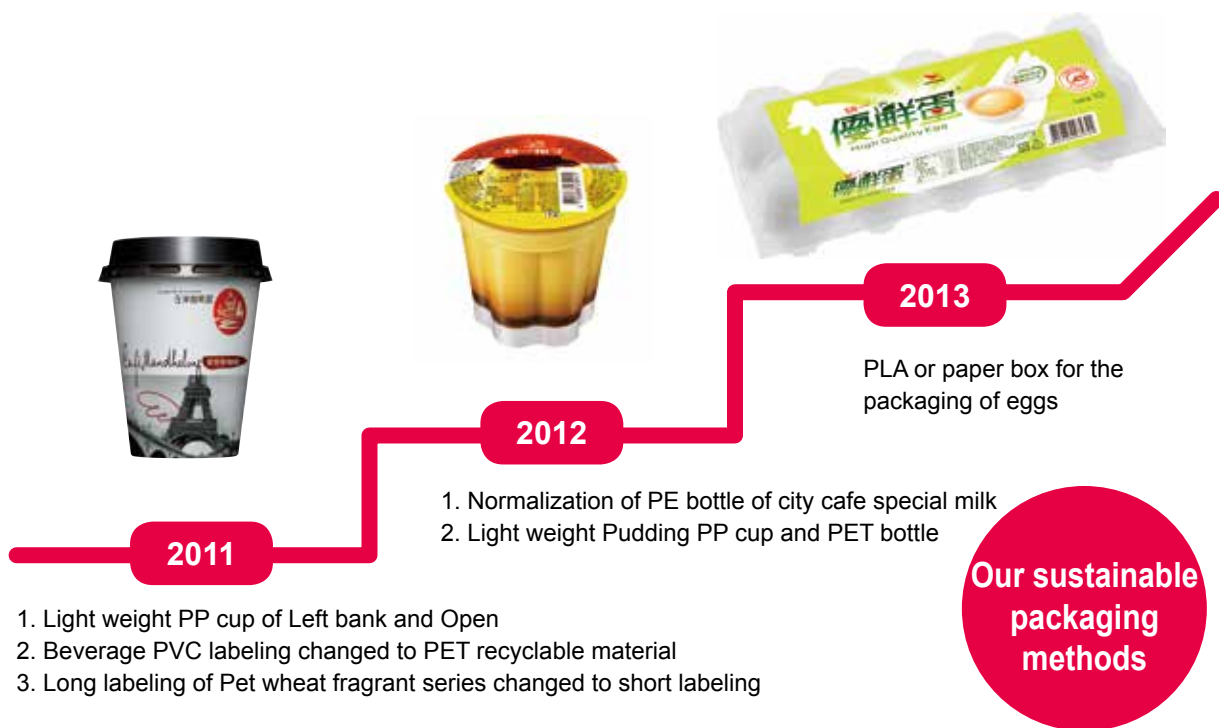 優鮮蛋
High Quality Egg
優鮮蛋
2013
PLA or paper box for the
packaging of eggs
2012
1. Normalization of PE bottle of city cafe special milk
2. Light weight Pudding PP cup and PET bottle
2011
1. Light weight PP cup of Left bank and Open
2. Beverage PVC labeling changed to PET recyclable material
3. Long labeling of Pet wheat fragrant series changed to short labeling
Our sustainable
packaging
methods